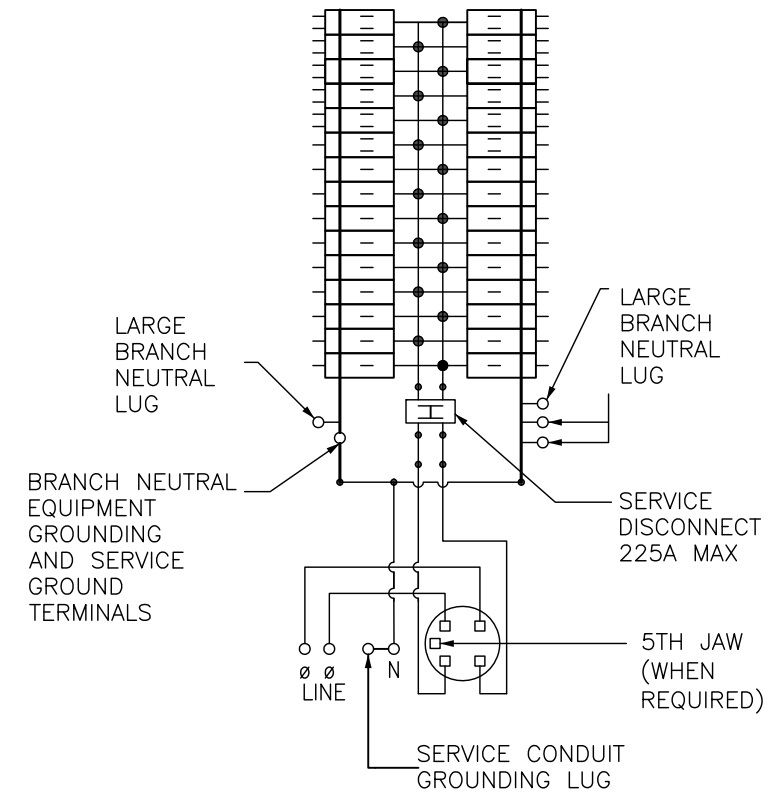 LARGE
BRANCH
NEUTRAL
LUG
LARGE
BRANCH
NEUTRAL
LUG
BRANCH NEUTRAL
EQUIPMENT
GROUNDING
AND SERVICE
GROUND
TERMINALS
SERVICE
DISCONNECT
225A MAX
5TH JAW
(WHEN
REQUIRED)
ø ø N
LINE
SERVICE CONDUIT
GROUNDING LUG